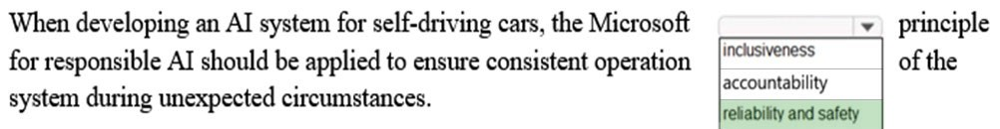 When developing an AI system for self-driving cars, the Microsoft principle
for responsible AI should be applied to ensure consistent operation of the
system during unexpected circumstances.
inclusiveness
accountability
reliability and safety